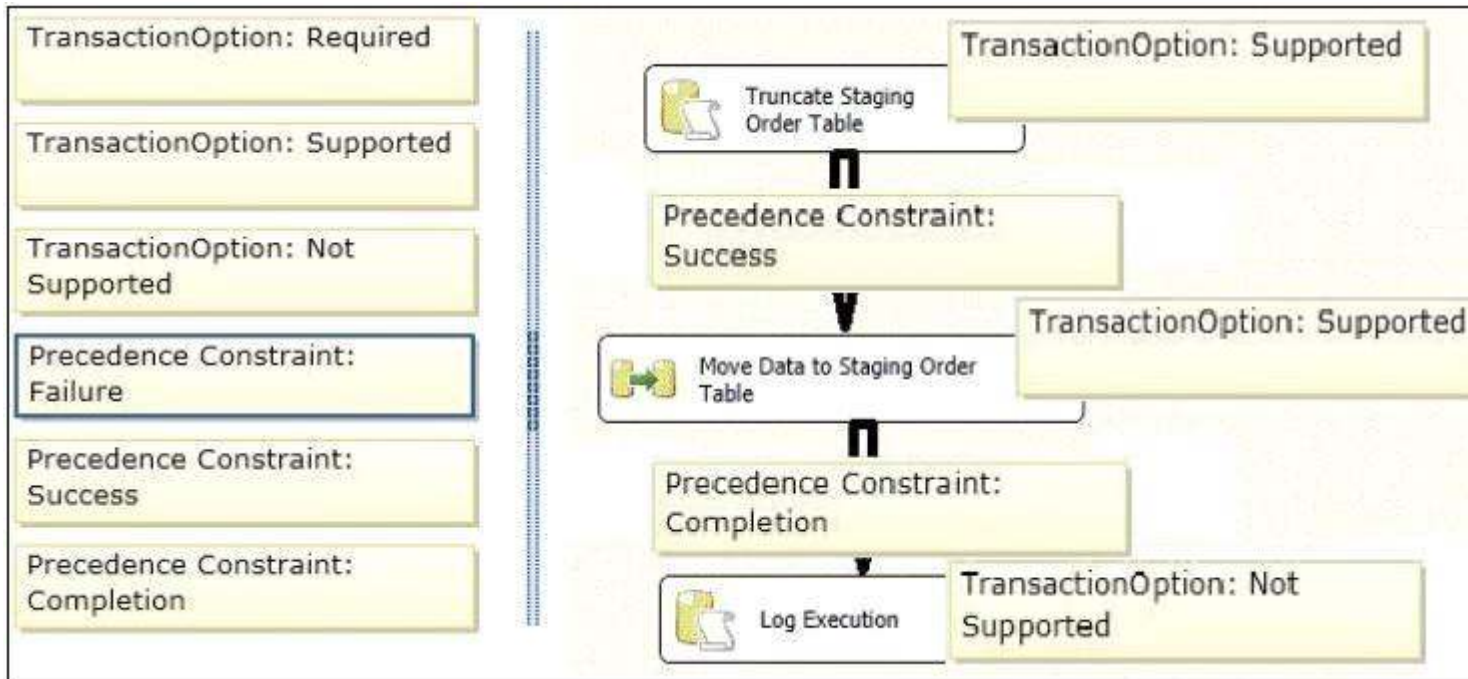 TransactionOption: Required
TransactionOption: Supported
TransactionOption: Not
Supported
Precedence Constraint:
Failure
Precedence Constraint:
Success
Precedence Constraint:
Completion
TransactionOption: Supported
Truncate Staging
Order Table
Precedence Constraint:
Success
TransactionOption: Supported
Move Data to Staging Order
Table
Precedence Constraint:
Completion
TransactionOption: Not
Supported
Log Execution